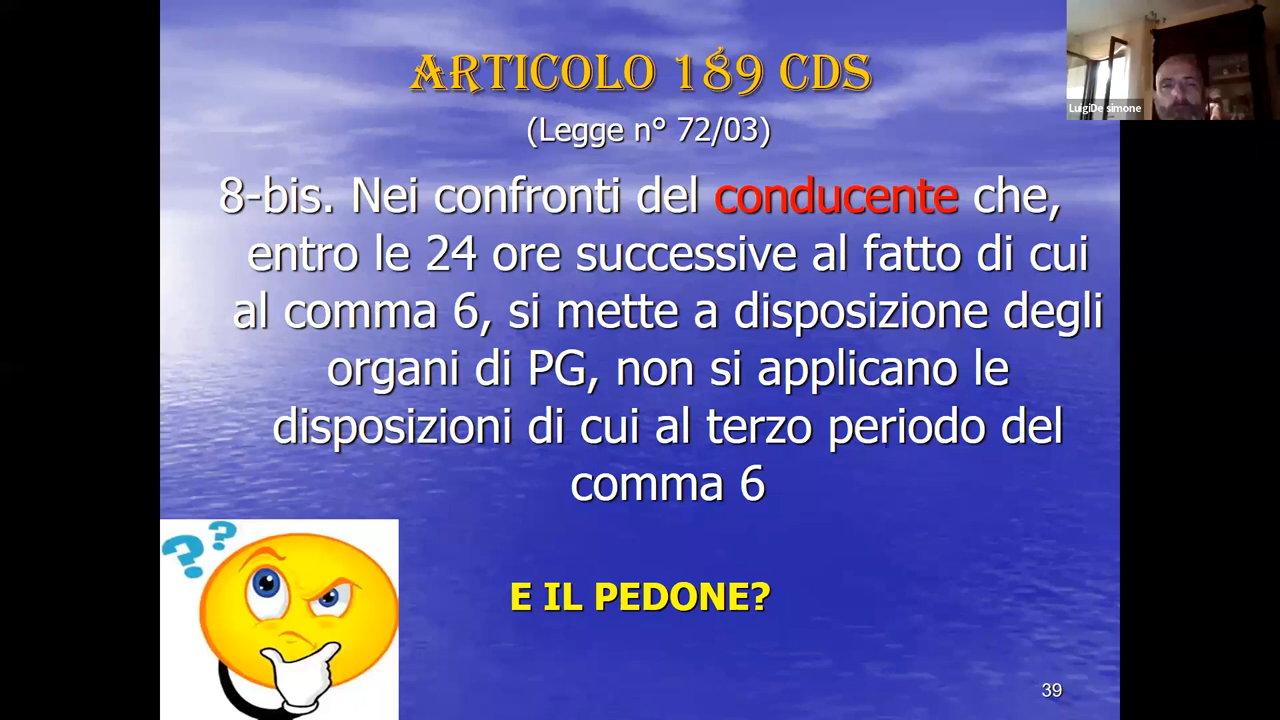 ARTICOLO 189 CDS
LuigiDe simone
(Legge n° 72/03)
8-bis. Nei confronti del conducente che,
entro le 24 ore successive al fatto di cui
al comma 6, si mette a disposizione degli
organi di PG, non si applicano le
disposizioni di cui al terzo periodo del
comma 6
??
E IL PEDONE?
39